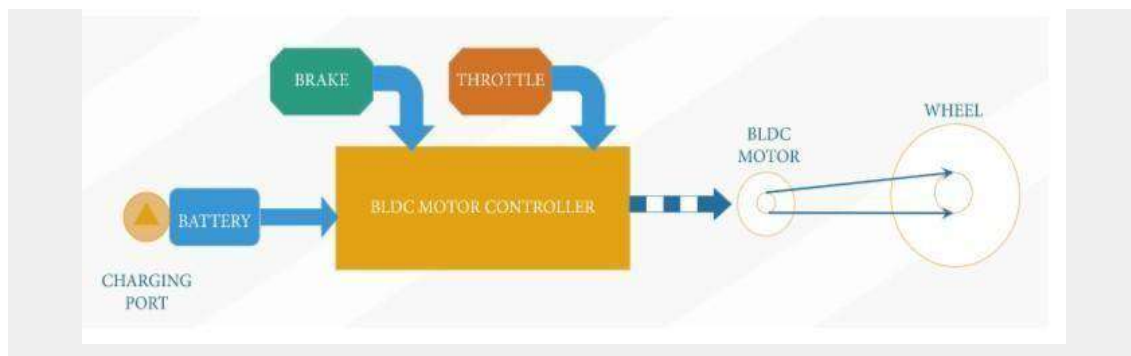 BRAKE
THROTTLE
WHEEL
BLDC
MOTOR
BLDC MOTOR CONTROLLER
BATTERY
CHARGING
PORT